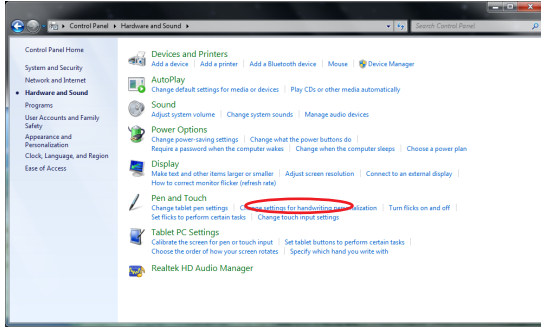 Control Panel ▸ Hardware and Sound ▸
Search Control Panel
Control Panel Home
System and Security
Network and Internet
Hardware and Sound
Programs
User Accounts and Family
Safety
Appearance and
Personalization
Clock, Language, and Region
Ease of Access
Devices and Printers
Add a device | Add a printer | Add a Bluetooth device | Mouse | Device Manager
AutoPlay
Change default settings for media or devices | Play CDs or other media automatically
Sound
Adjust system volume | Change system sounds | Manage audio devices
Power Options
Change power-saving settings | Change what the power buttons do |
Require a password when the computer wakes | Change when the computer sleeps | Choose a power plan
Display
Make text and other items larger or smaller | Adjust screen resolution | Connect to an external display |
How to correct monitor flicker (refresh rate)
Pen and Touch
Change tablet pen settings | Change settings for handwriting personalization | Turn flicks on and off |
Set flicks to perform certain tasks | Change touch input settings
Tablet PC Settings
Calibrate the screen for pen or touch input | Set tablet buttons to perform certain tasks |
Choose the order of how your screen rotates | Specify which hand you write with
Realtek HD Audio Manager